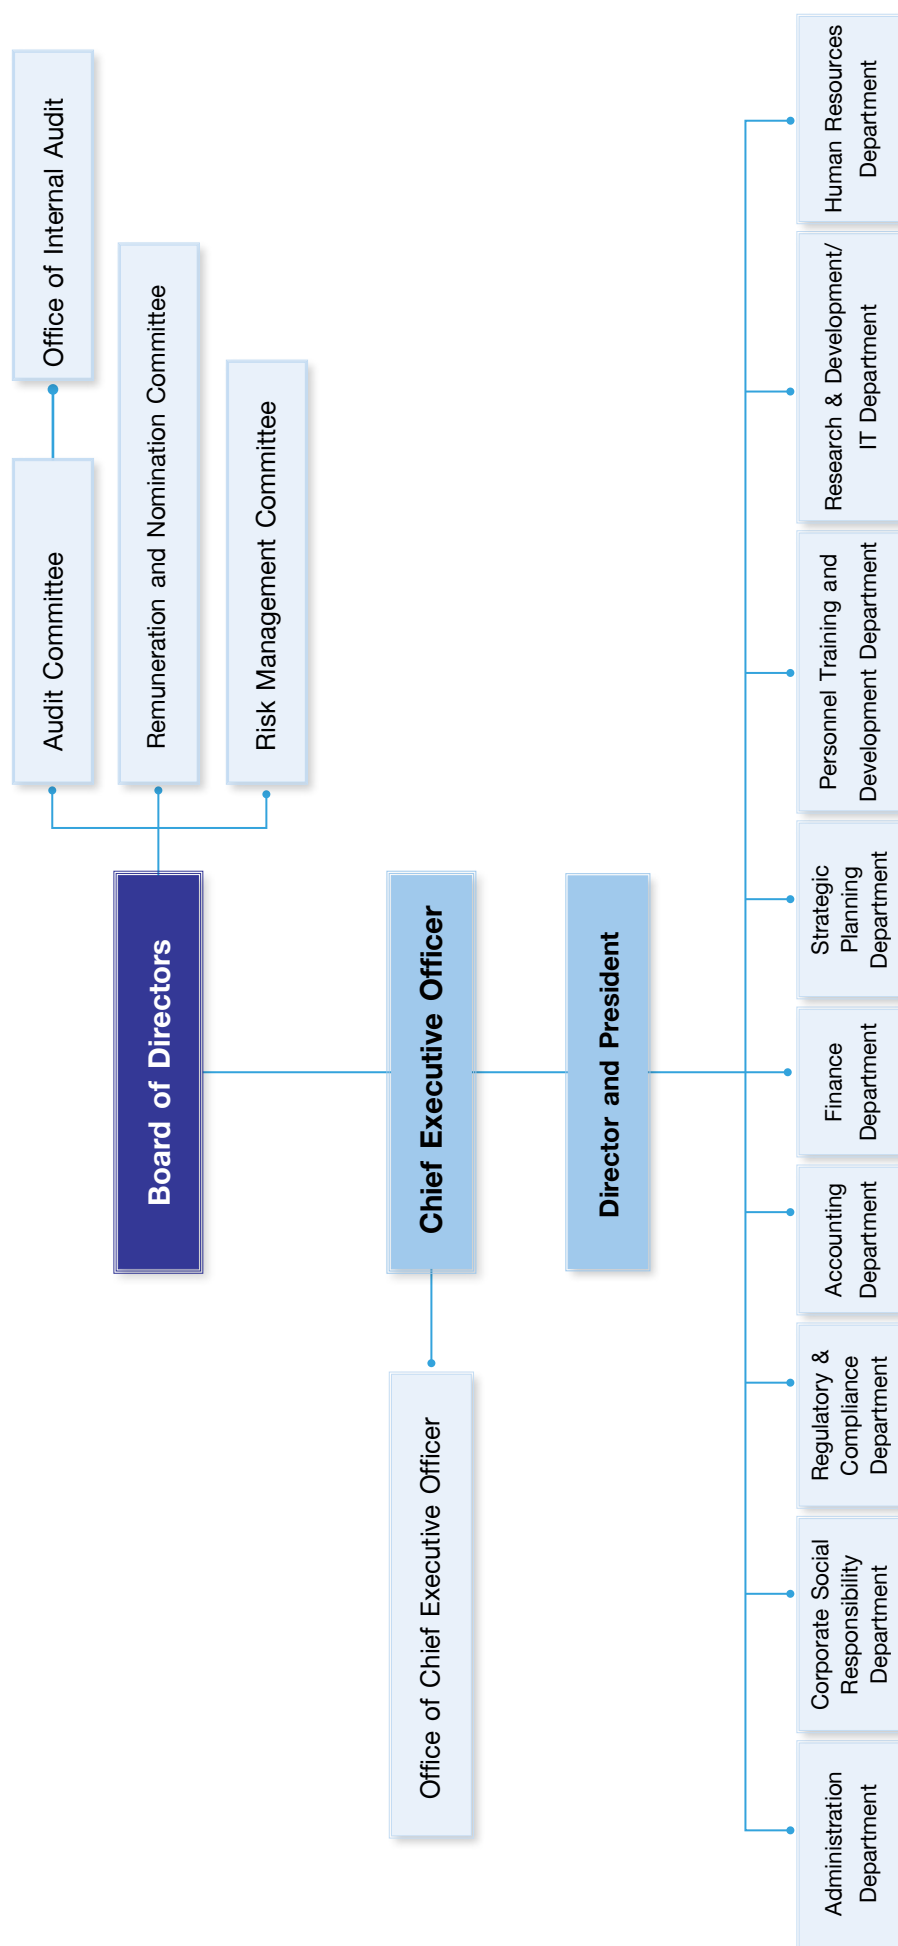 Office of Internal Audit
Audit Committee
Remuneration and Nomination Committee
Risk Management Committee
Board of Directors
Chief Executive Officer
Office of Chief Executive Officer
Director and President
Administration
Department
Corporate Social
Responsibility
Department
Regulatory &
Compliance
Department
Accounting
Department
Finance
Department
Strategic
Planning
Department
Personnel Training and
Development Department
Research & Development/
IT Department
Human Resources
Department